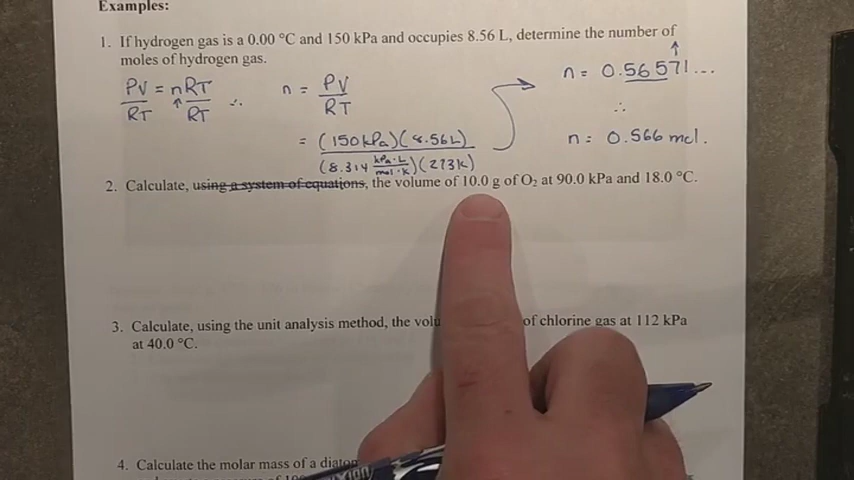 Examples:
1. If hydrogen gas is a 0.00 °C and 150 kPa and occupies 8.56 L, determine the number of
moles of hydrogen gas.
PV = nRT
RT RT
∴
n = PV
RT
= (150 kPa)(8.56L)
(8.314 kPa·L
mol·K)(273K)
n = 0.56571...
∴
n = 0.566 mol.
2. Calculate, using a system of equations, the volume of 10.0 g of O₂ at 90.0 kPa and 18.0 °C.
3. Calculate, using the unit analysis method, the of chlorine gas at 112 kPa
at 40.0 °C.
4. Calculate the molar mass of a